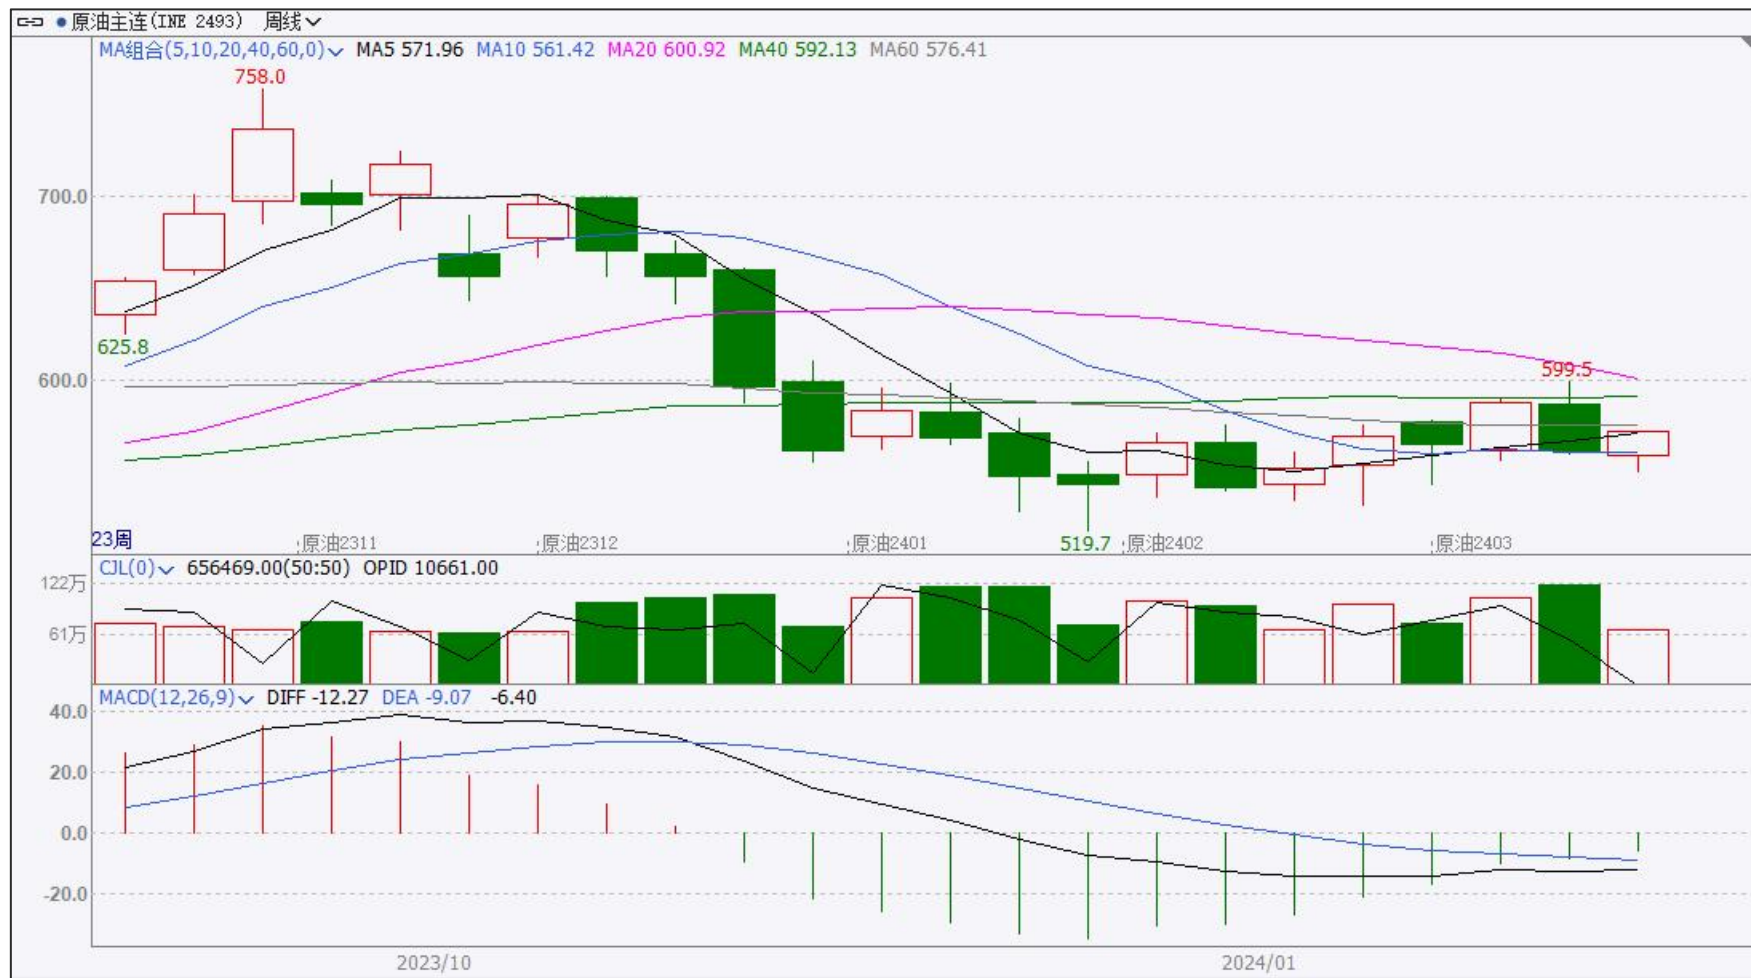 原油主连(INE 2493) 周线
MA组合(5,10,20,40,60,0) MA5 571.96 MA10 561.42 MA20 600.92 MA40 592.13 MA60 576.41
758.0
700.0
625.8
600.0
599.5
519.7
23周 原油2311 原油2312 原油2401 原油2402 原油2403
CJL(0) 656469.00(50:50) OPID 10661.00
122万
61万
MACD(12,26,9) DIFF -12.27 DEA -9.07 -6.40
40.0
20.0
0.0
-20.0
2023/10 2024/01